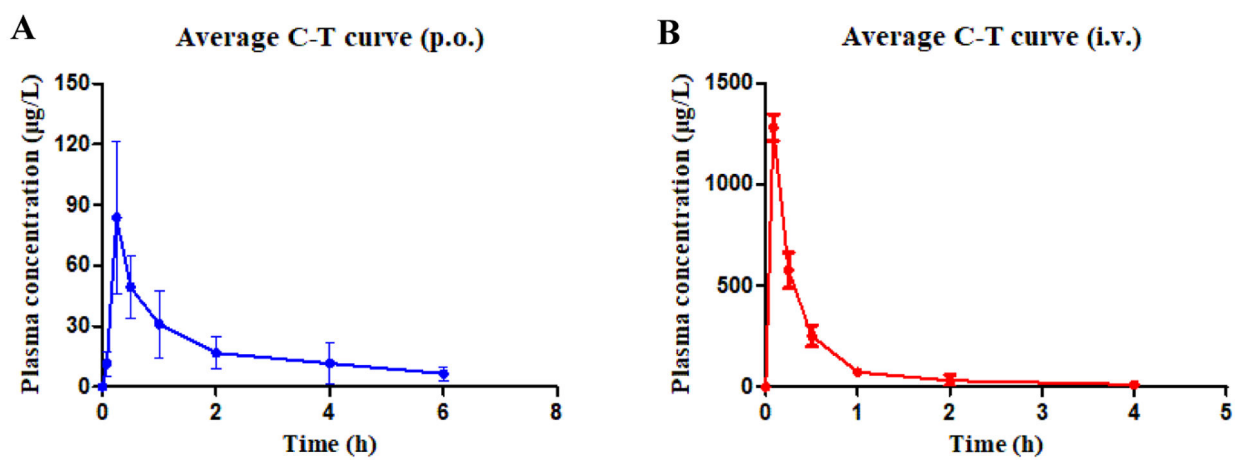 A
Average C-T curve (p.o.)
Plasma concentration (µg/L)
150
120
90
60
30
0
0 2 4 6 8
Time (h)
B
Average C-T curve (i.v.)
Plasma concentration (µg/L)
1500
1000
500
0
0 1 2 3 4 5
Time (h)